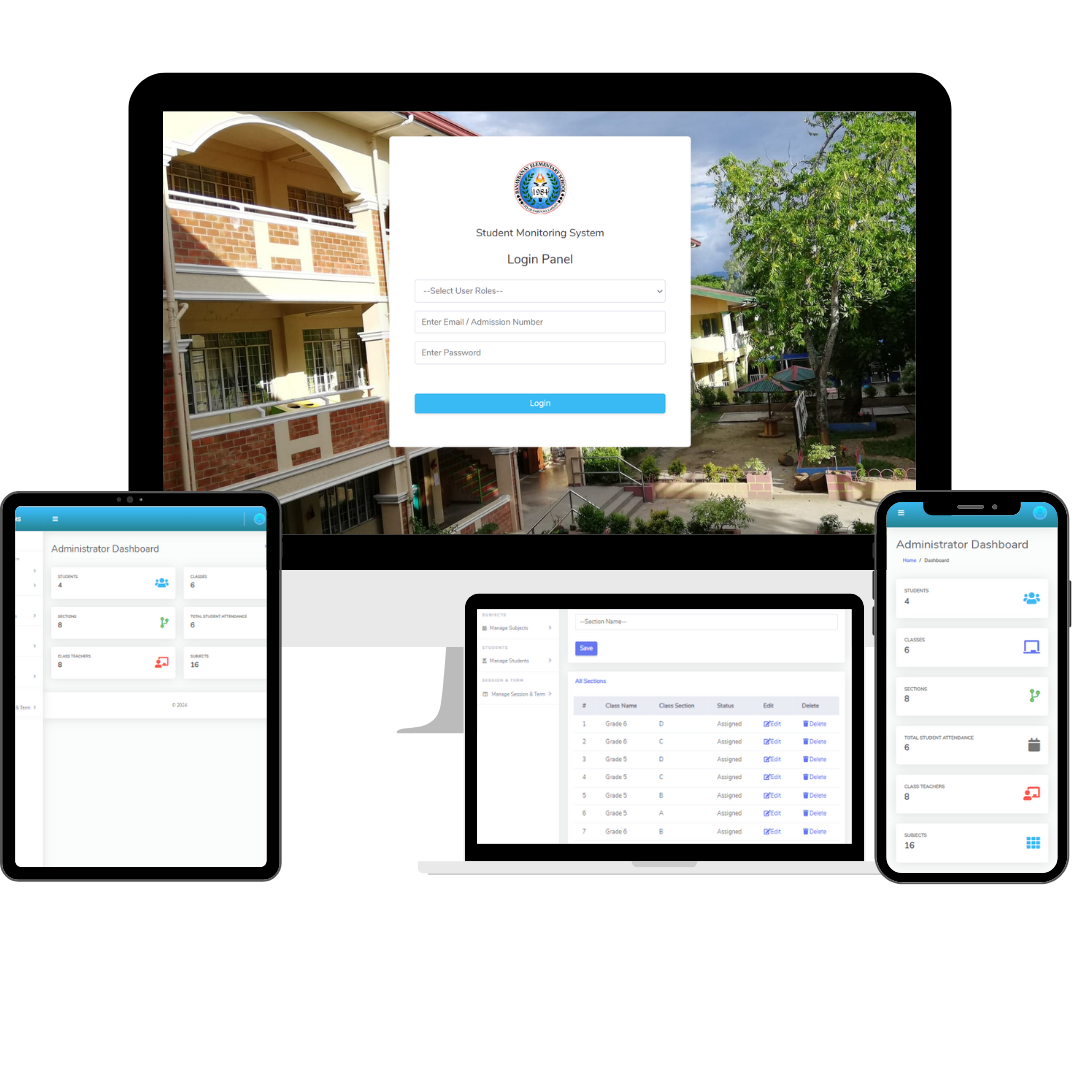 ELEMENTARY SCHOOL
1984
Student Monitoring System
Login Panel
--Select User Roles--
Enter Email / Admission Number
Enter Password
Login
Administrator Dashboard
STUDENTS
4
CLASSES
6
SECTIONS
8
TOTAL STUDENT ATTENDANCE
6
CLASS TEACHERS
8
SUBJECTS
16
& Term
© 2024
SUBJECTS
Manage Subjects
STUDENTS
Manage Students
SESSION & TERM
Manage Session & Term
--Section Name--
Save
All Sections
# Class Name Class Section Status Edit Delete
1 Grade 6 D Assigned Edit Delete
2 Grade 6 C Assigned Edit Delete
3 Grade 5 D Assigned Edit Delete
4 Grade 5 C Assigned Edit Delete
5 Grade 5 B Assigned Edit Delete
6 Grade 5 A Assigned Edit Delete
7 Grade 6 B Assigned Edit Delete
Administrator Dashboard
Home / Dashboard
STUDENTS
4
CLASSES
6
SECTIONS
8
TOTAL STUDENT ATTENDANCE
6
CLASS TEACHERS
8
SUBJECTS
16